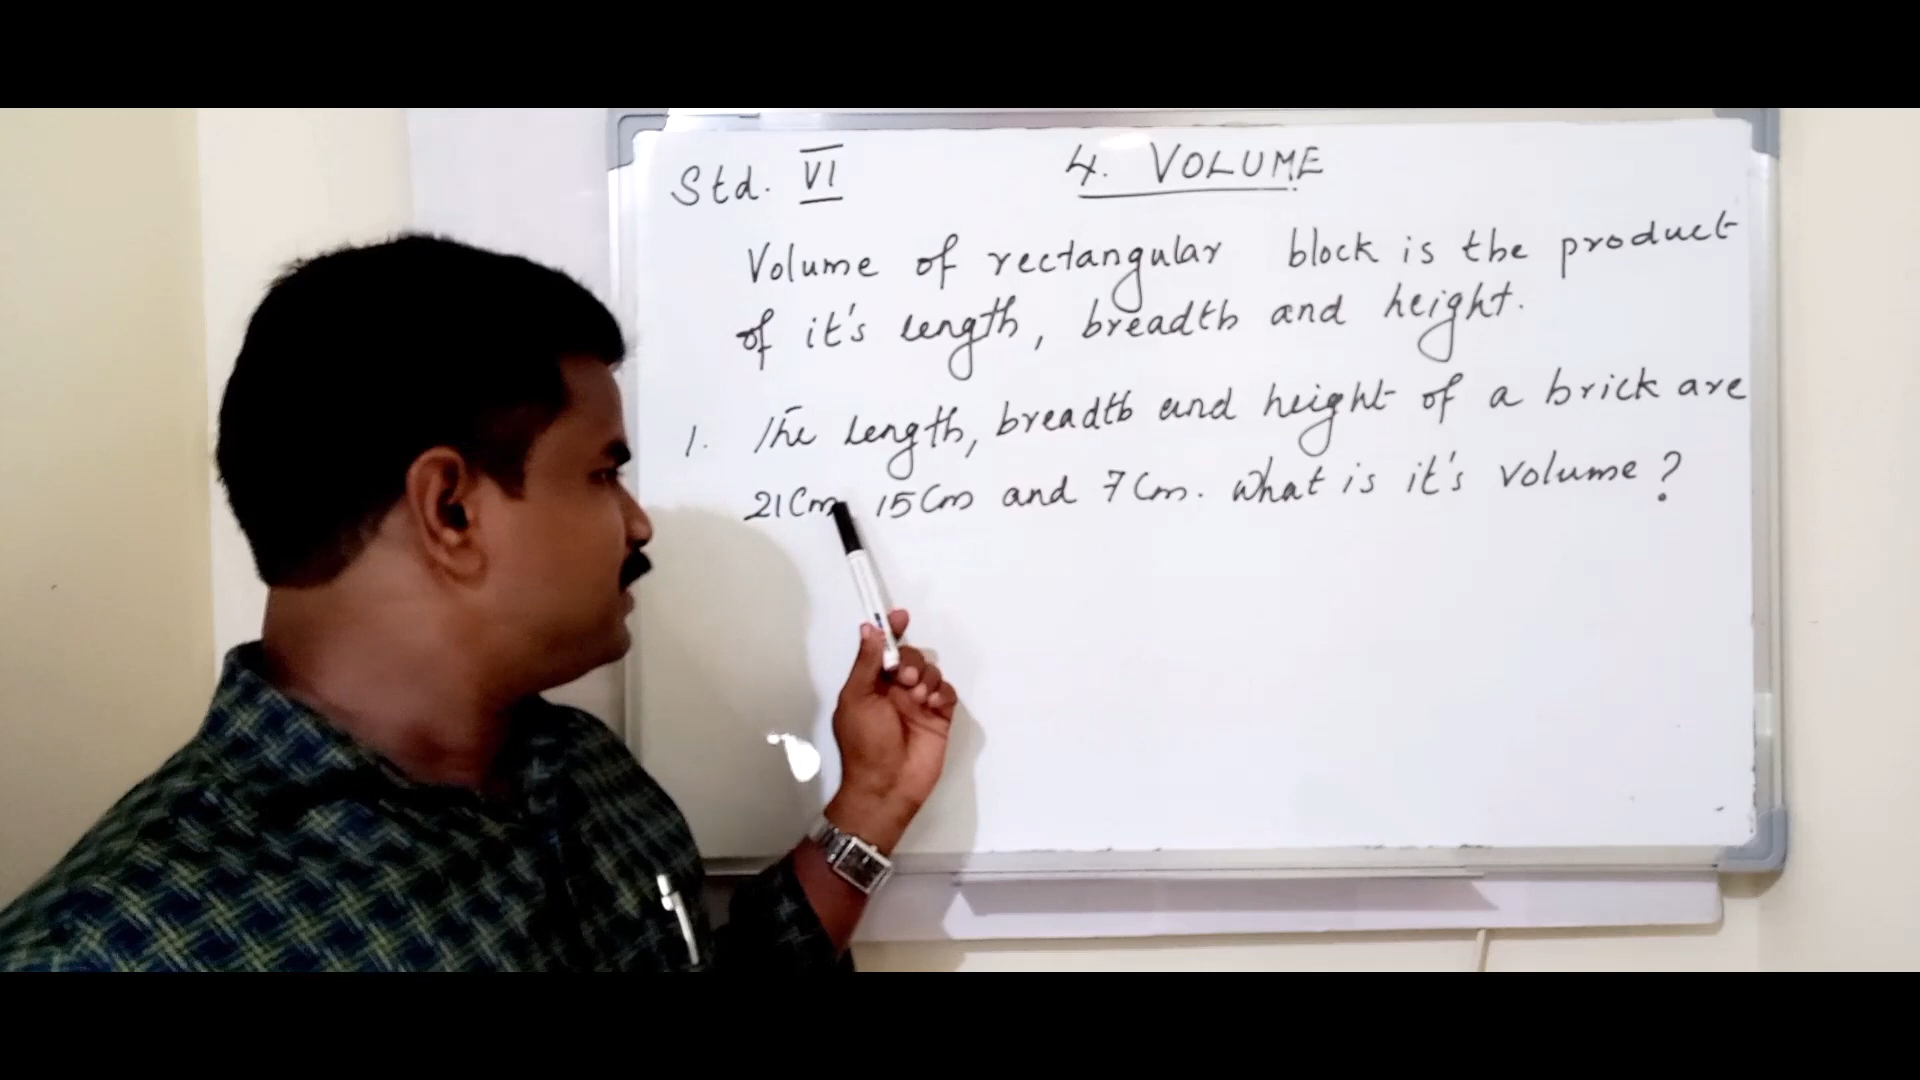 Std. VI
4. VOLUME
Volume of rectangular block is the product
of it's length, breadth and height.
1. The length, breadth and height of a brick are
21Cm 15Cm and 7Cm. What is it's volume?